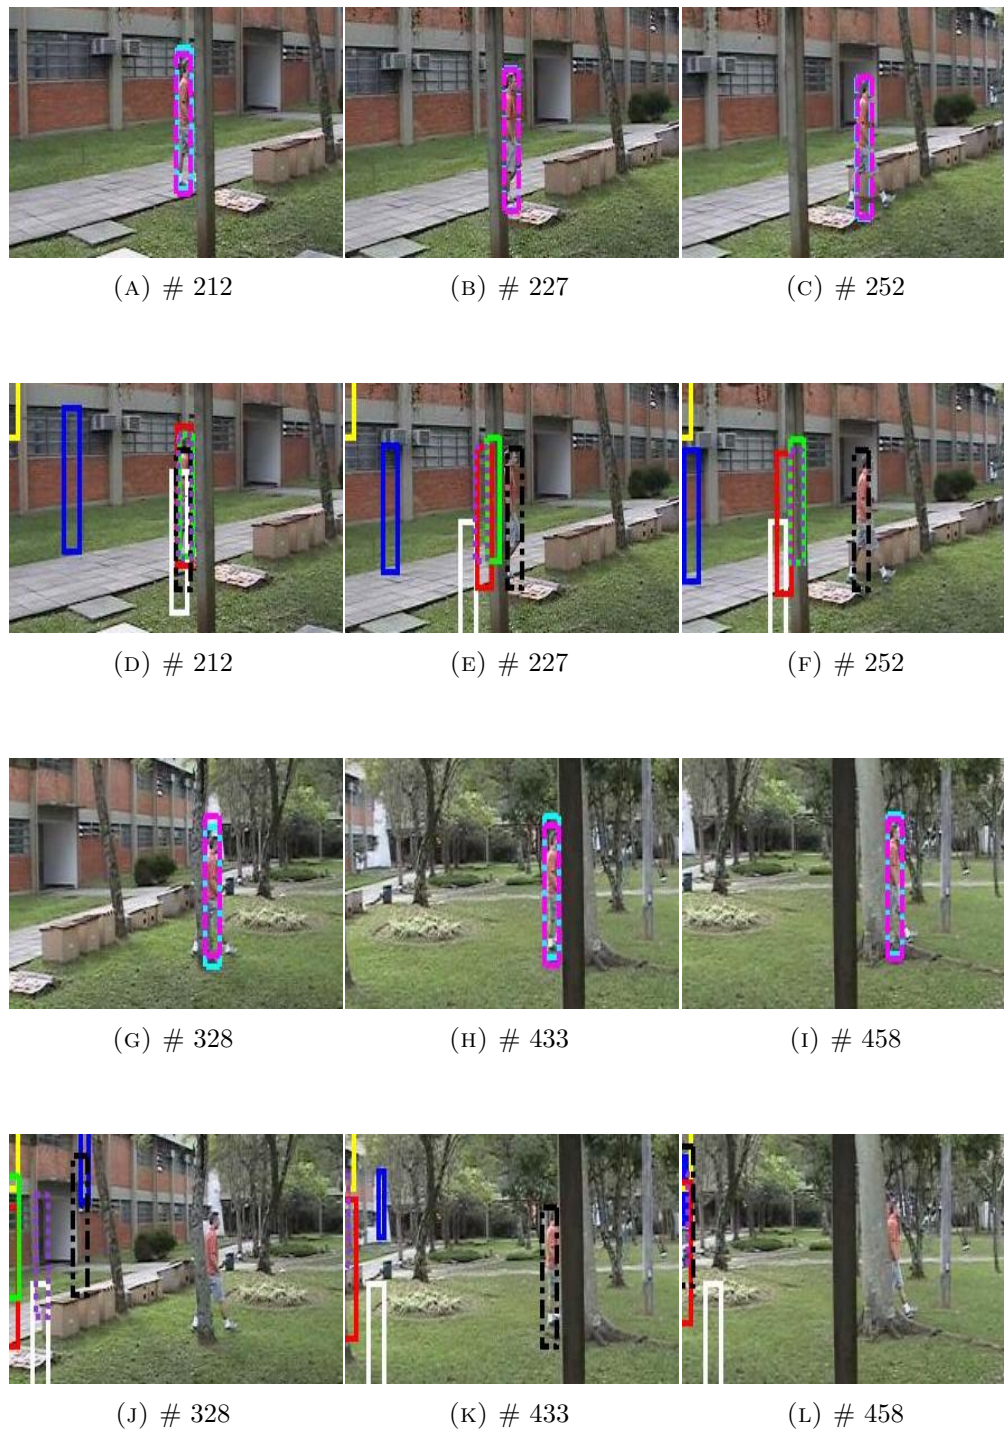 (A) # 212
(B) # 227
(C) # 252
(D) # 212
(E) # 227
(F) # 252
(G) # 328
(H) # 433
(I) # 458
(J) # 328
(K) # 433
(L) # 458